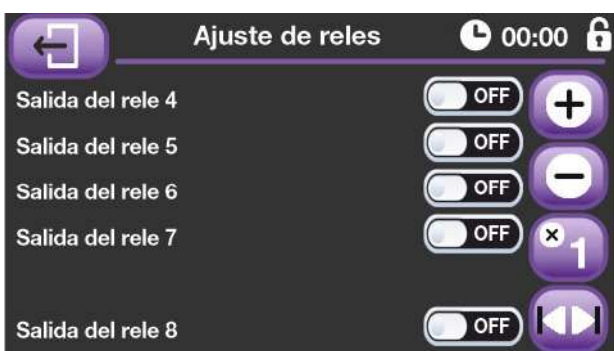 Ajuste de reles 00:00
Salida del rele 4 OFF
Salida del rele 5 OFF
Salida del rele 6 OFF
Salida del rele 7 OFF
×1
Salida del rele 8 OFF